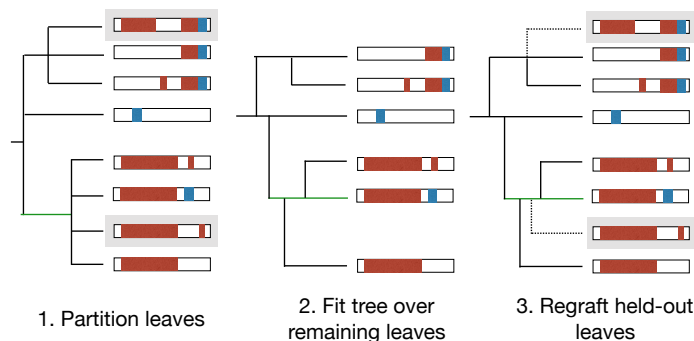 1. Partition leaves
2. Fit tree over
remaining leaves
3. Regraft held-out
leaves